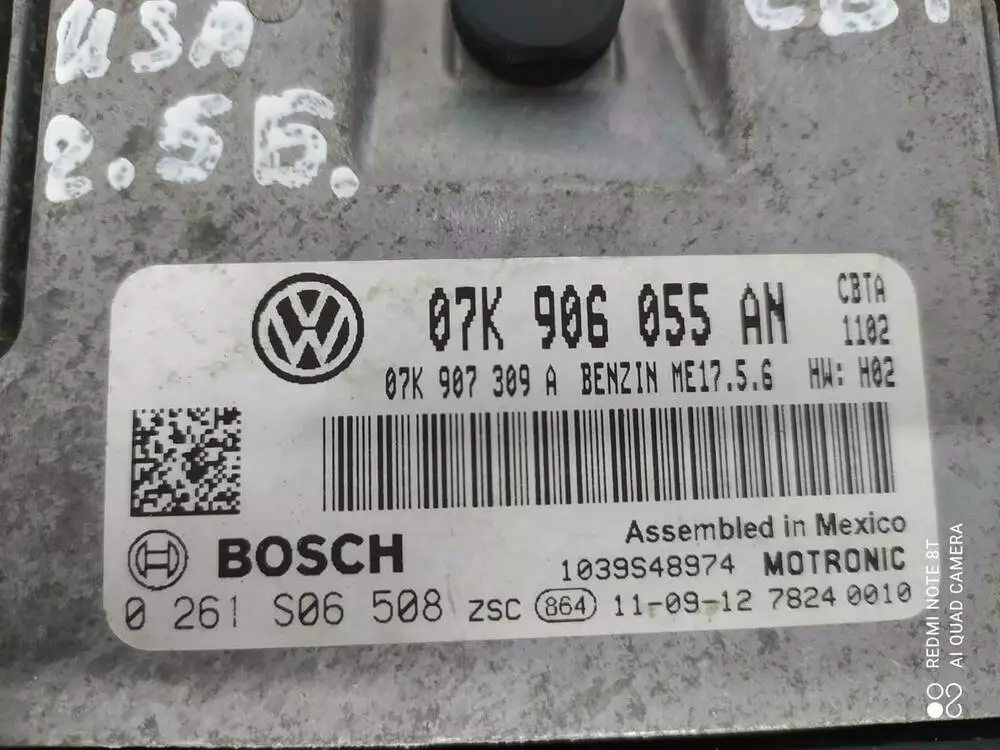 USA
2.5Б.
07K 906 055 AN
CBTA
1102
07K 907 309 A BENZIN ME17.5.6 HW: H02
Assembled in Mexico
BOSCH
1039S48974 MOTRONIC
0 261 S06 508 ZSC 864 11-09-12 7824 0010
REDMI NOTE 8T
AI QUAD CAMERA